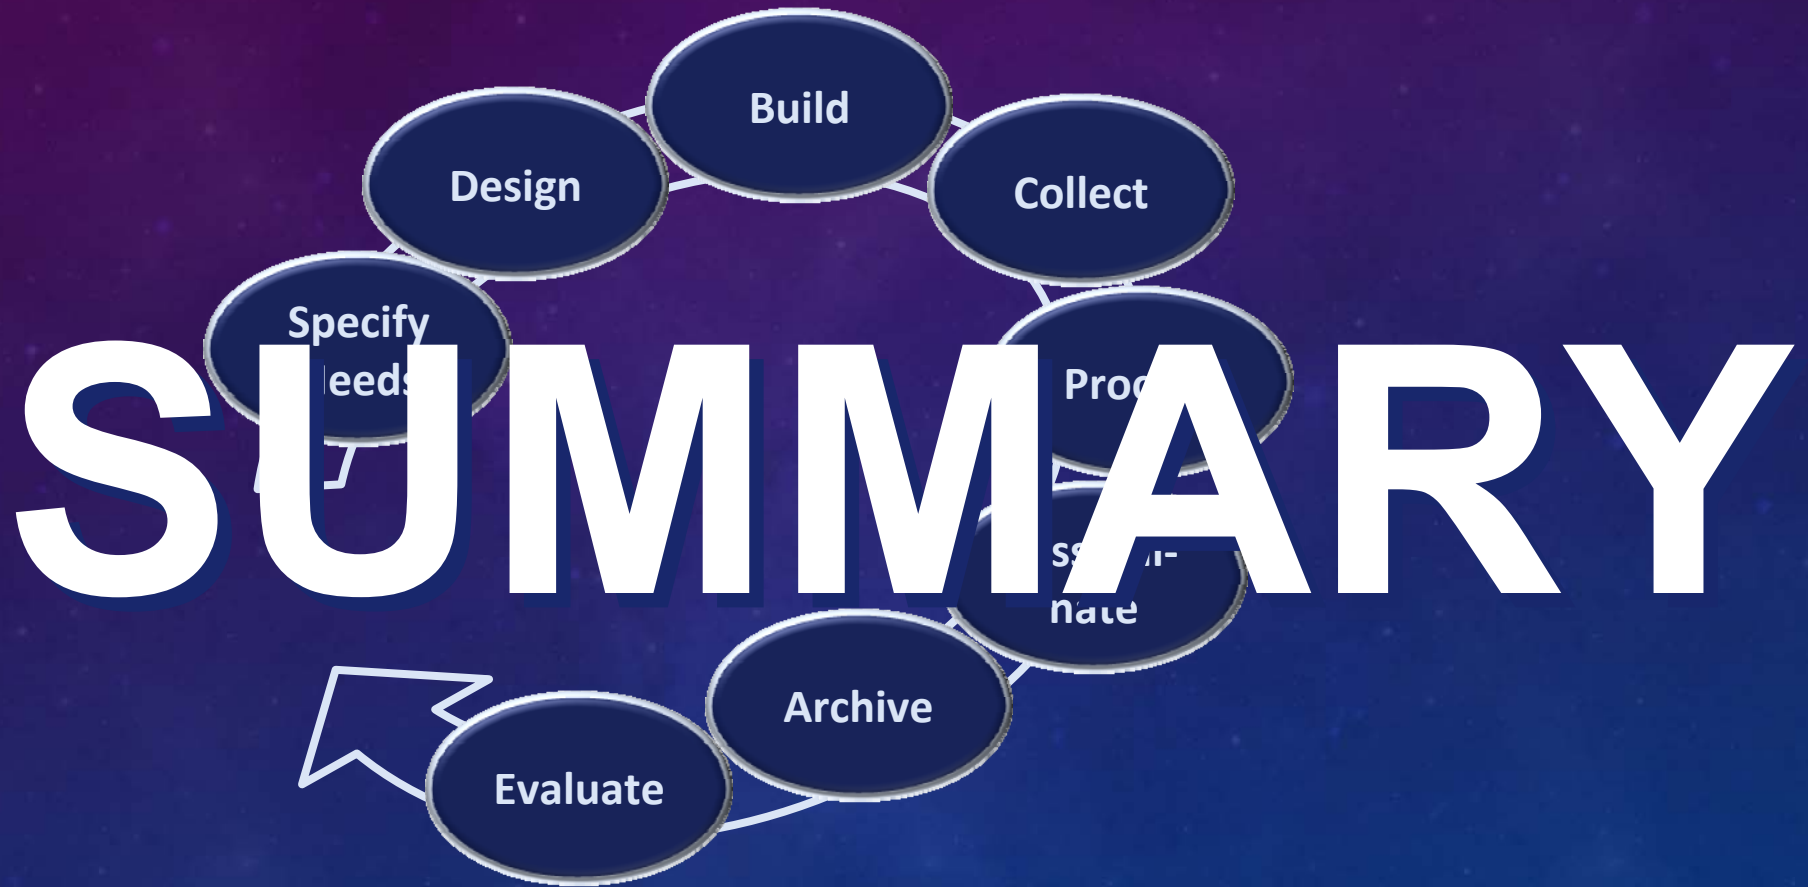 Build
Design
Collect
Specify
SUMMARY
Archive
Evaluate